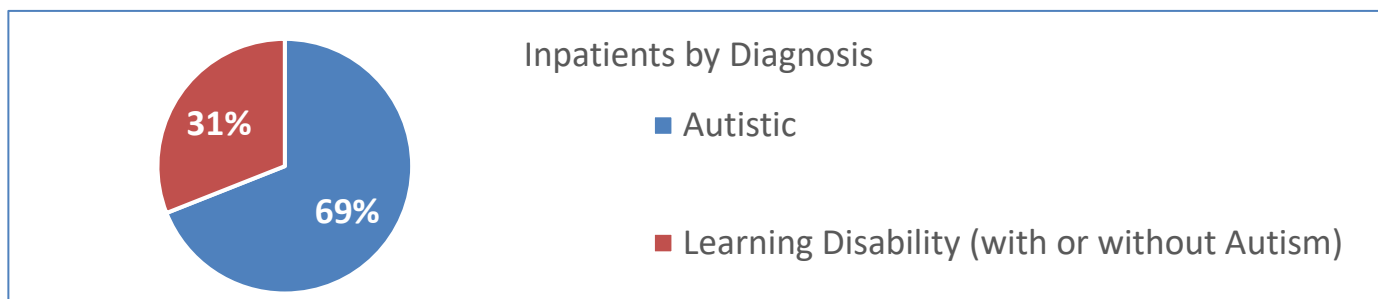 Inpatients by Diagnosis
31%
Autistic
69%
Learning Disability (with or without Autism)